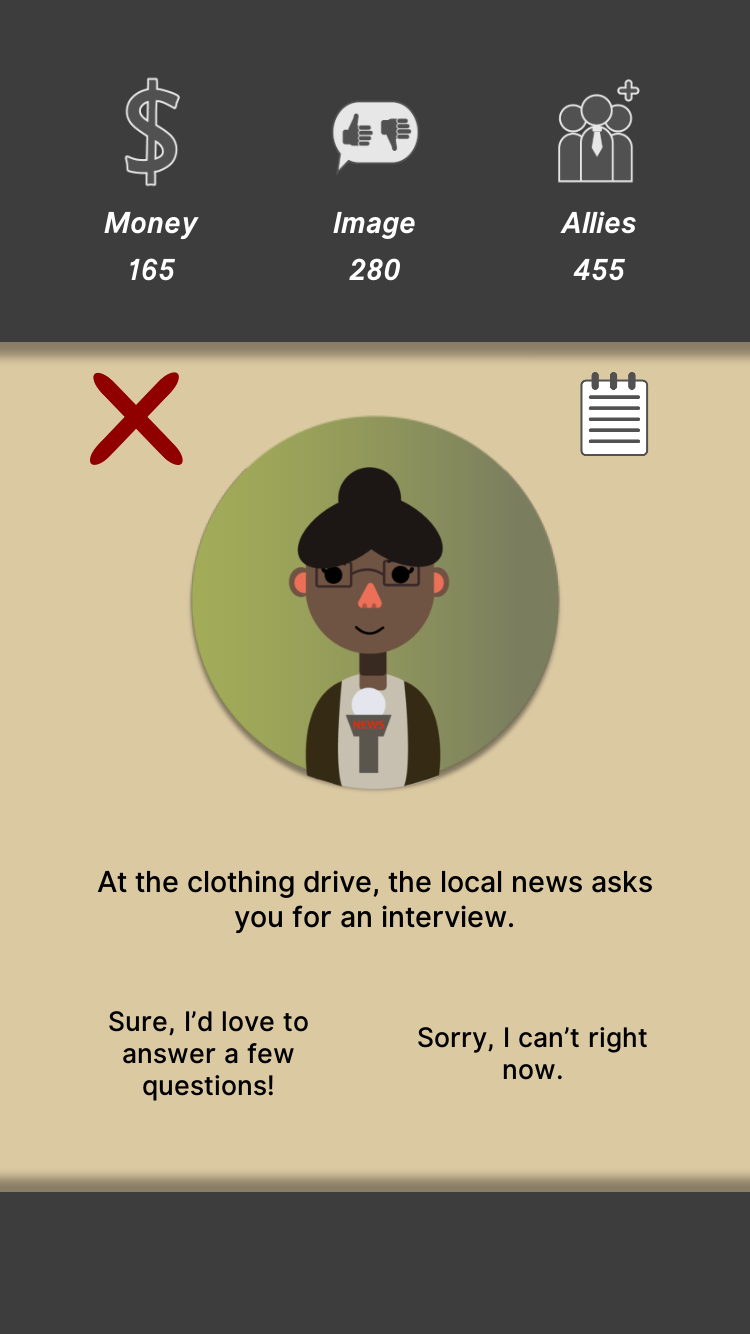 Money
Image
Allies
165
280
455
NEWS
At the clothing drive, the local news asks
you for an interview.
Sure, I’d love to
answer a few
questions!
Sorry, I can’t right
now.